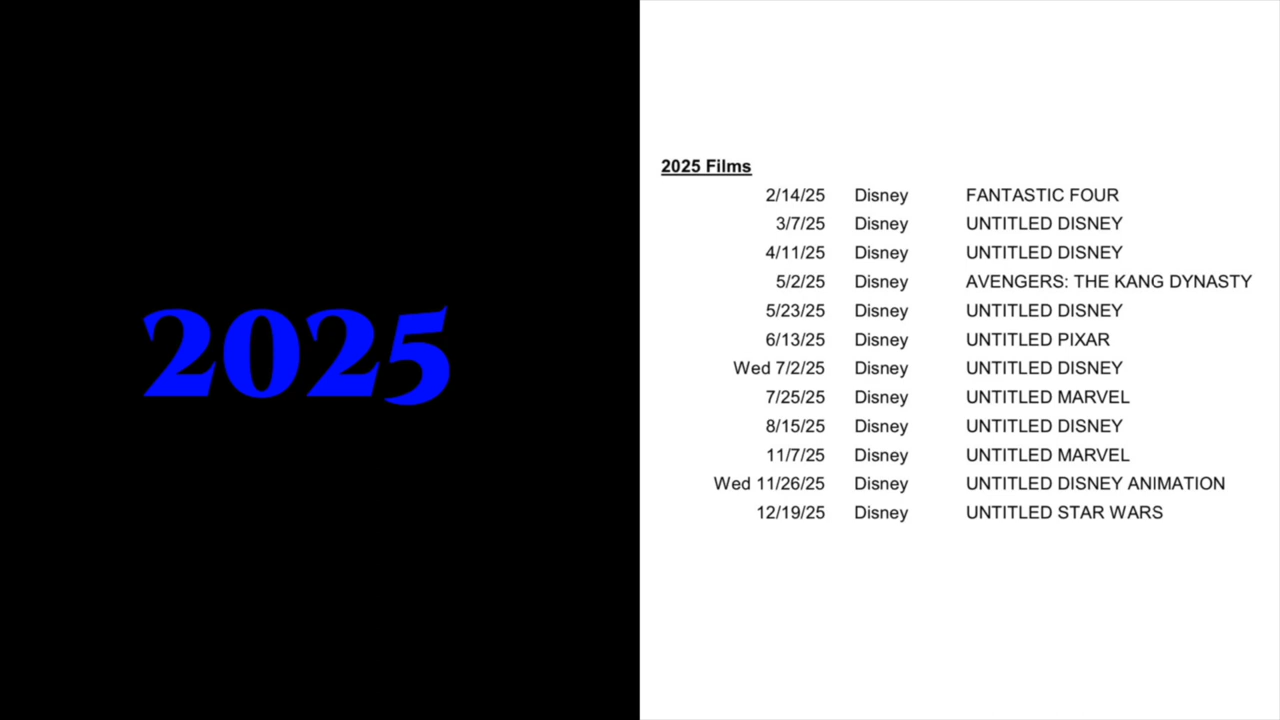 2025
2025 Films
2/14/25 Disney FANTASTIC FOUR
3/7/25 Disney UNTITLED DISNEY
4/11/25 Disney UNTITLED DISNEY
5/2/25 Disney AVENGERS: THE KANG DYNASTY
5/23/25 Disney UNTITLED DISNEY
6/13/25 Disney UNTITLED PIXAR
Wed 7/2/25 Disney UNTITLED DISNEY
7/25/25 Disney UNTITLED MARVEL
8/15/25 Disney UNTITLED DISNEY
11/7/25 Disney UNTITLED MARVEL
Wed 11/26/25 Disney UNTITLED DISNEY ANIMATION
12/19/25 Disney UNTITLED STAR WARS